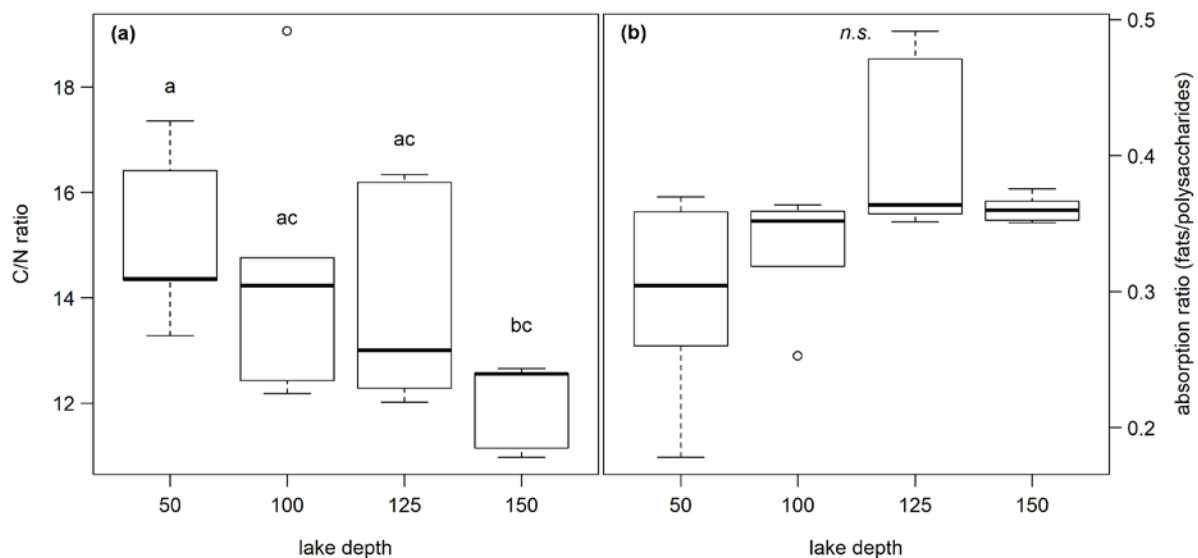 (a)
a
ac
ac
bc
18
16
14
12
C/N ratio
50 100 125 150
lake depth
(b)
n.s.
0.5
0.4
0.3
0.2
absorption ratio (fats/polysaccharides)
50 100 125 150
lake depth